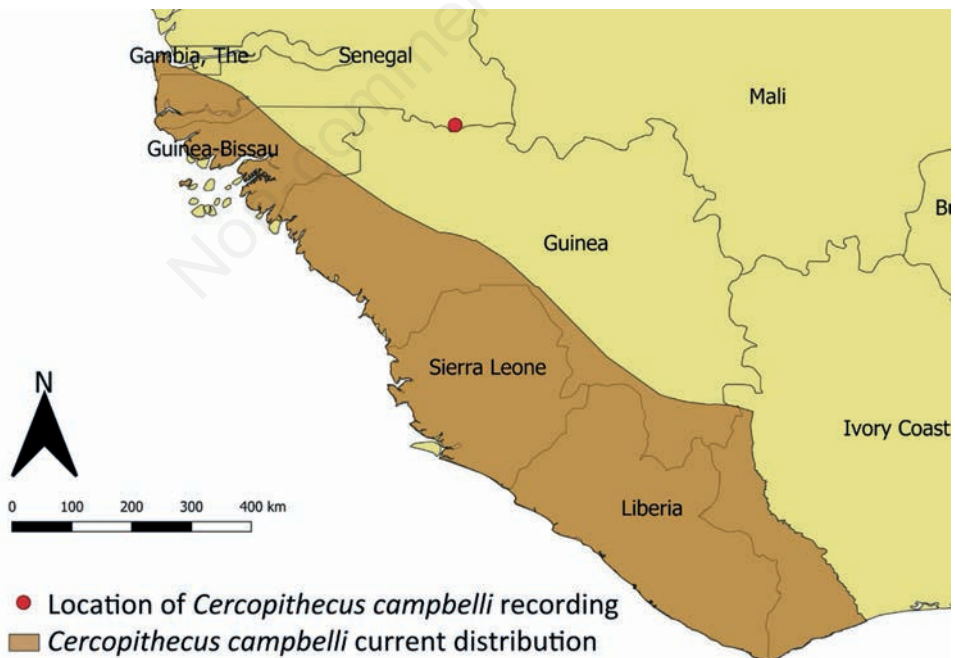 Gambia, The
Senegal
Mali
Guinea-Bissau
Guinea
Sierra Leone
Ivory Coast
Liberia
N
0 100 200 300 400 km
Location of Cercopithecus campbelli recording
Cercopithecus campbelli current distribution